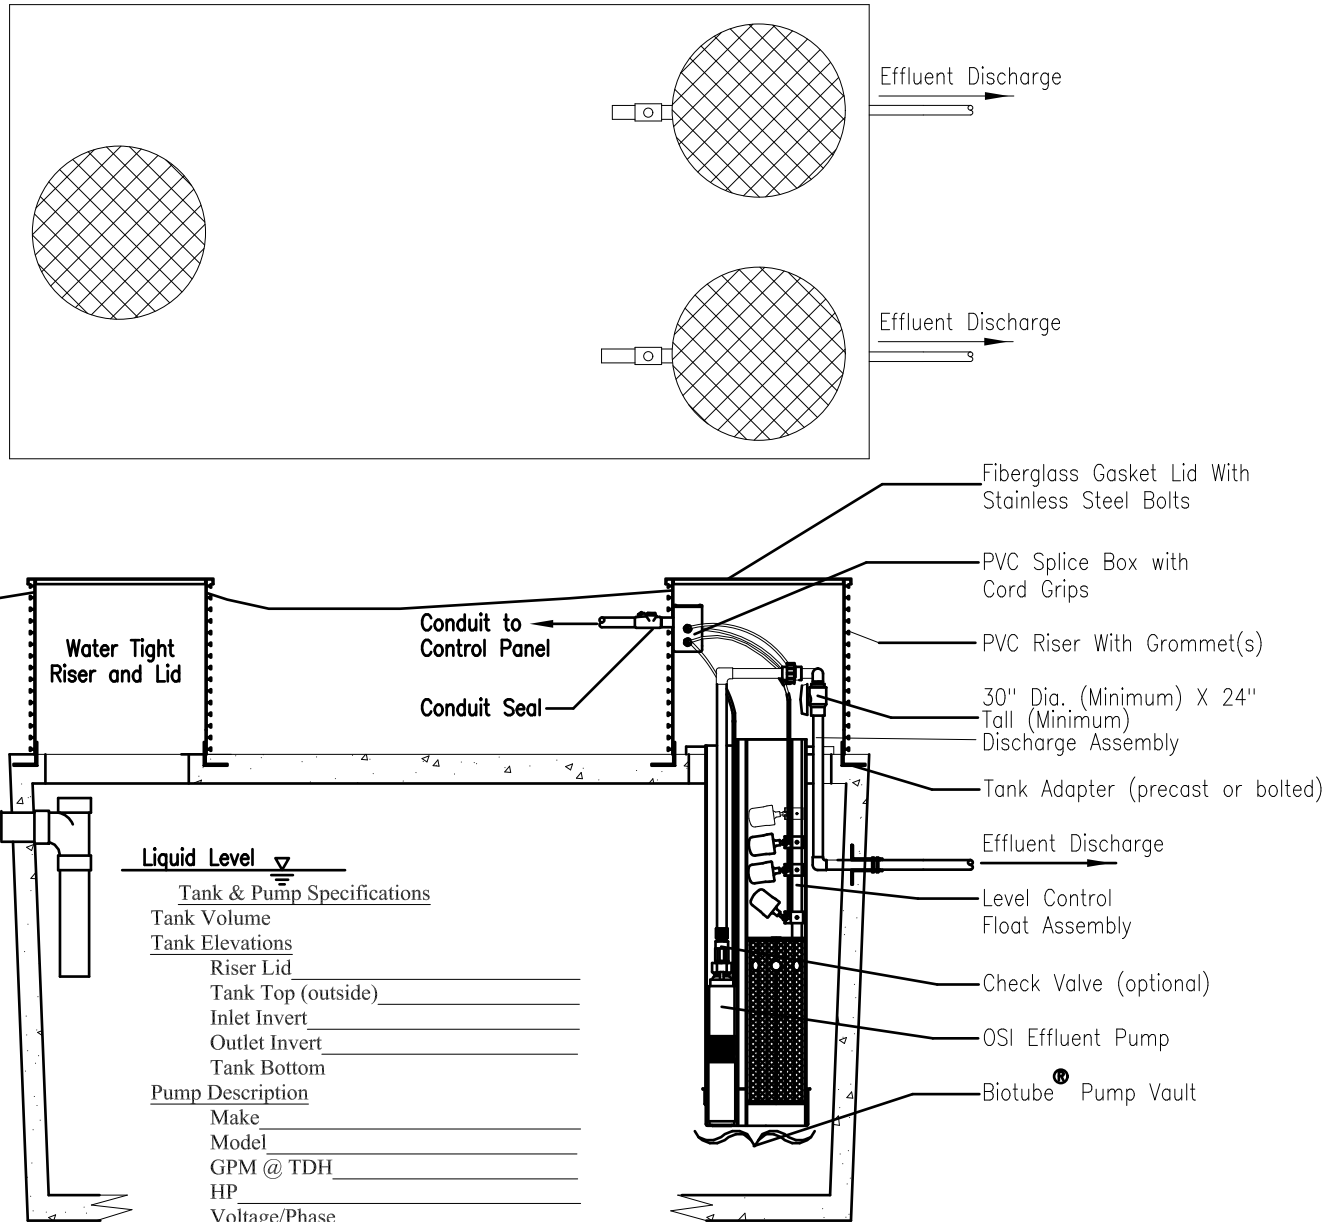 Effluent Discharge
Effluent Discharge
Fiberglass Gasket Lid With
Stainless Steel Bolts
PVC Splice Box with
Cord Grips
PVC Riser With Grommet(s)
30" Dia. (Minimum) X 24"
Tall (Minimum)
Discharge Assembly
Tank Adapter (precast or bolted)
Effluent Discharge
Level Control
Float Assembly
Check Valve (optional)
OSI Effluent Pump
Biotube® Pump Vault
Water Tight
Riser and Lid
Conduit to
Control Panel
Conduit Seal
Liquid Level
Tank & Pump Specifications
Tank Volume
Tank Elevations
Riser Lid
Tank Top (outside)
Inlet Invert
Outlet Invert
Tank Bottom
Pump Description
Make
Model
GPM @ TDH
HP
Voltage/Phase